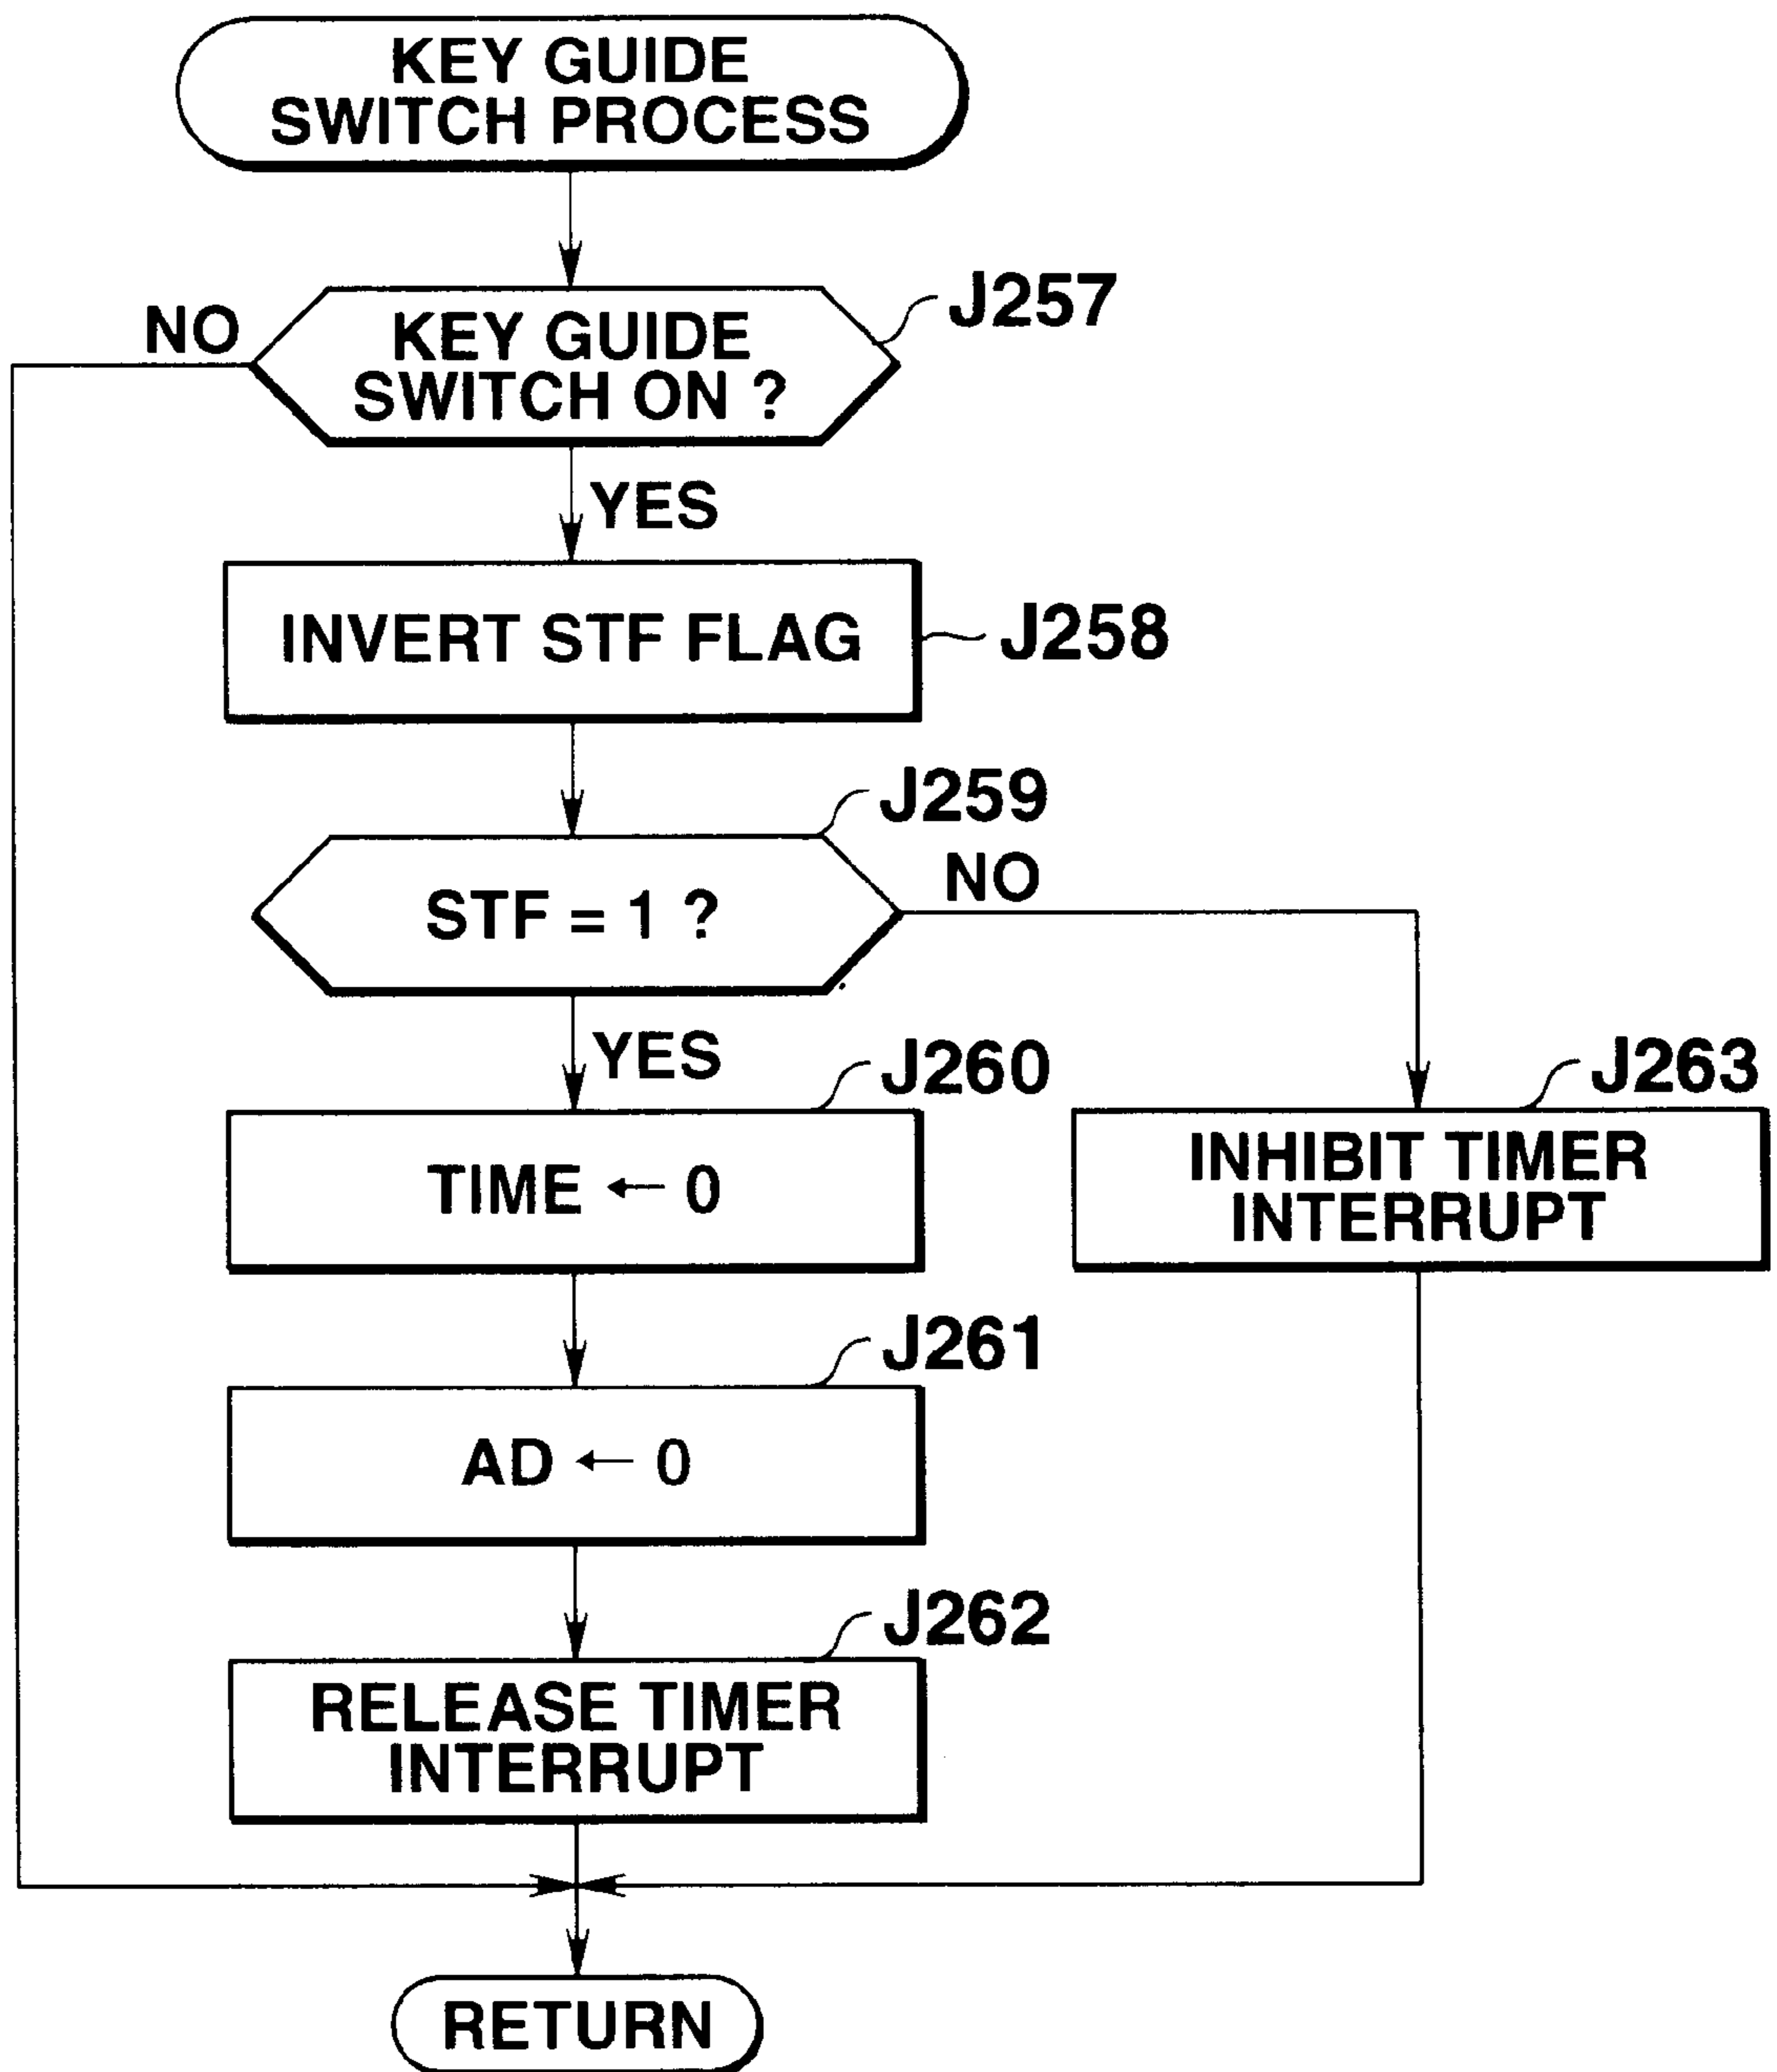 KEY GUIDE
SWITCH PROCESS
J257
NO
KEY GUIDE
SWITCH ON ?
YES
INVERT STF FLAG
J258
J259
NO
STF = 1 ?
YES
J260
J263
TIME ← 0
INHIBIT TIMER
INTERRUPT
J261
AD ← 0
J262
RELEASE TIMER
INTERRUPT
RETURN